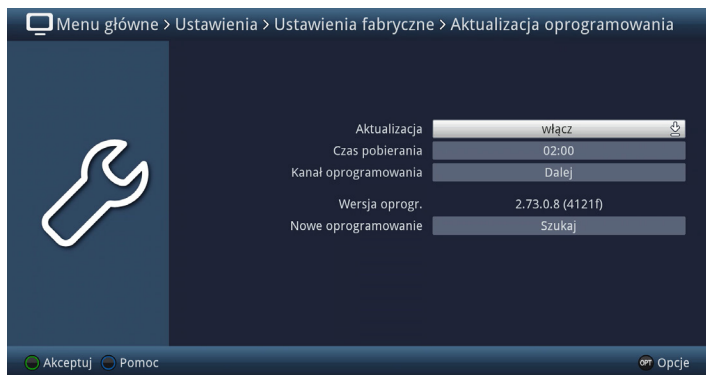 Menu główne > Ustawienia > Ustawienia fabryczne > Aktualizacja oprogramowania
Aktualizacja włącz
Czas pobierania 02:00
Kanał oprogramowania Dalej
Wersja oprogr. 2.73.0.8 (4121f)
Nowe oprogramowanie Szukaj
Akceptuj Pomoc OPT Opcje